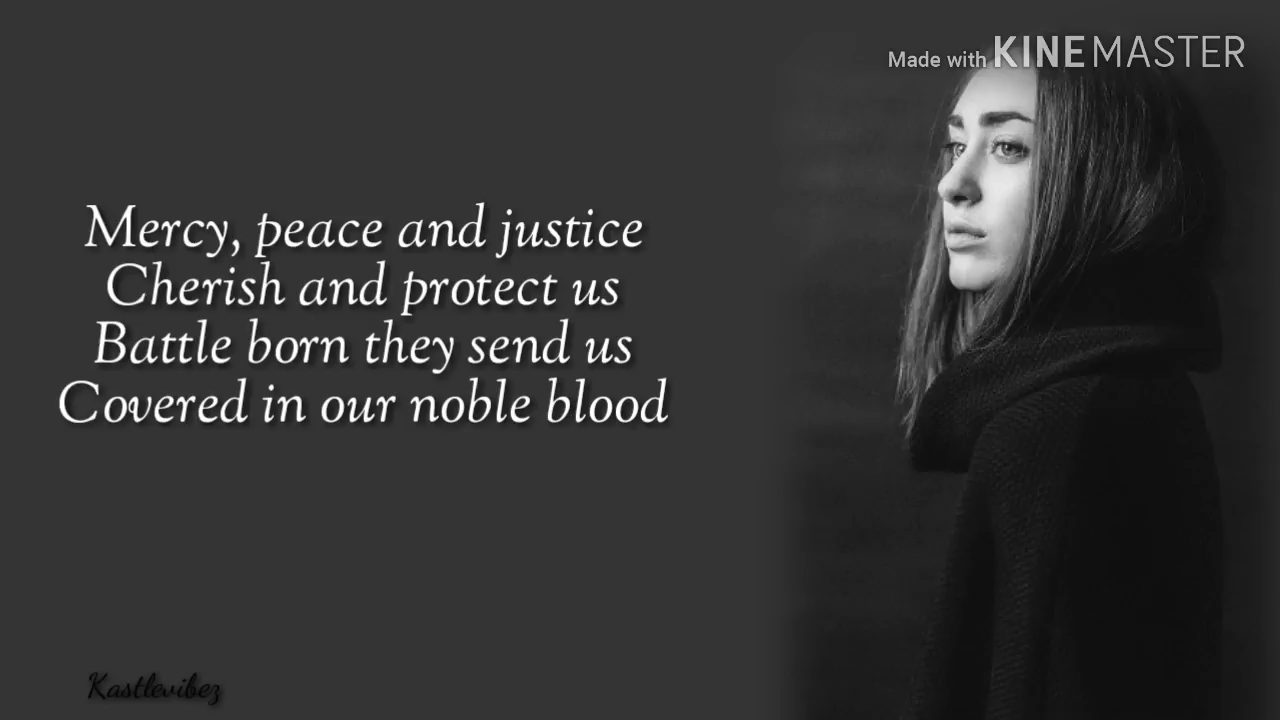 Made with KINEMASTER
Mercy, peace and justice
Cherish and protect us
Battle born they send us
Covered in our noble blood
Kastlevibez